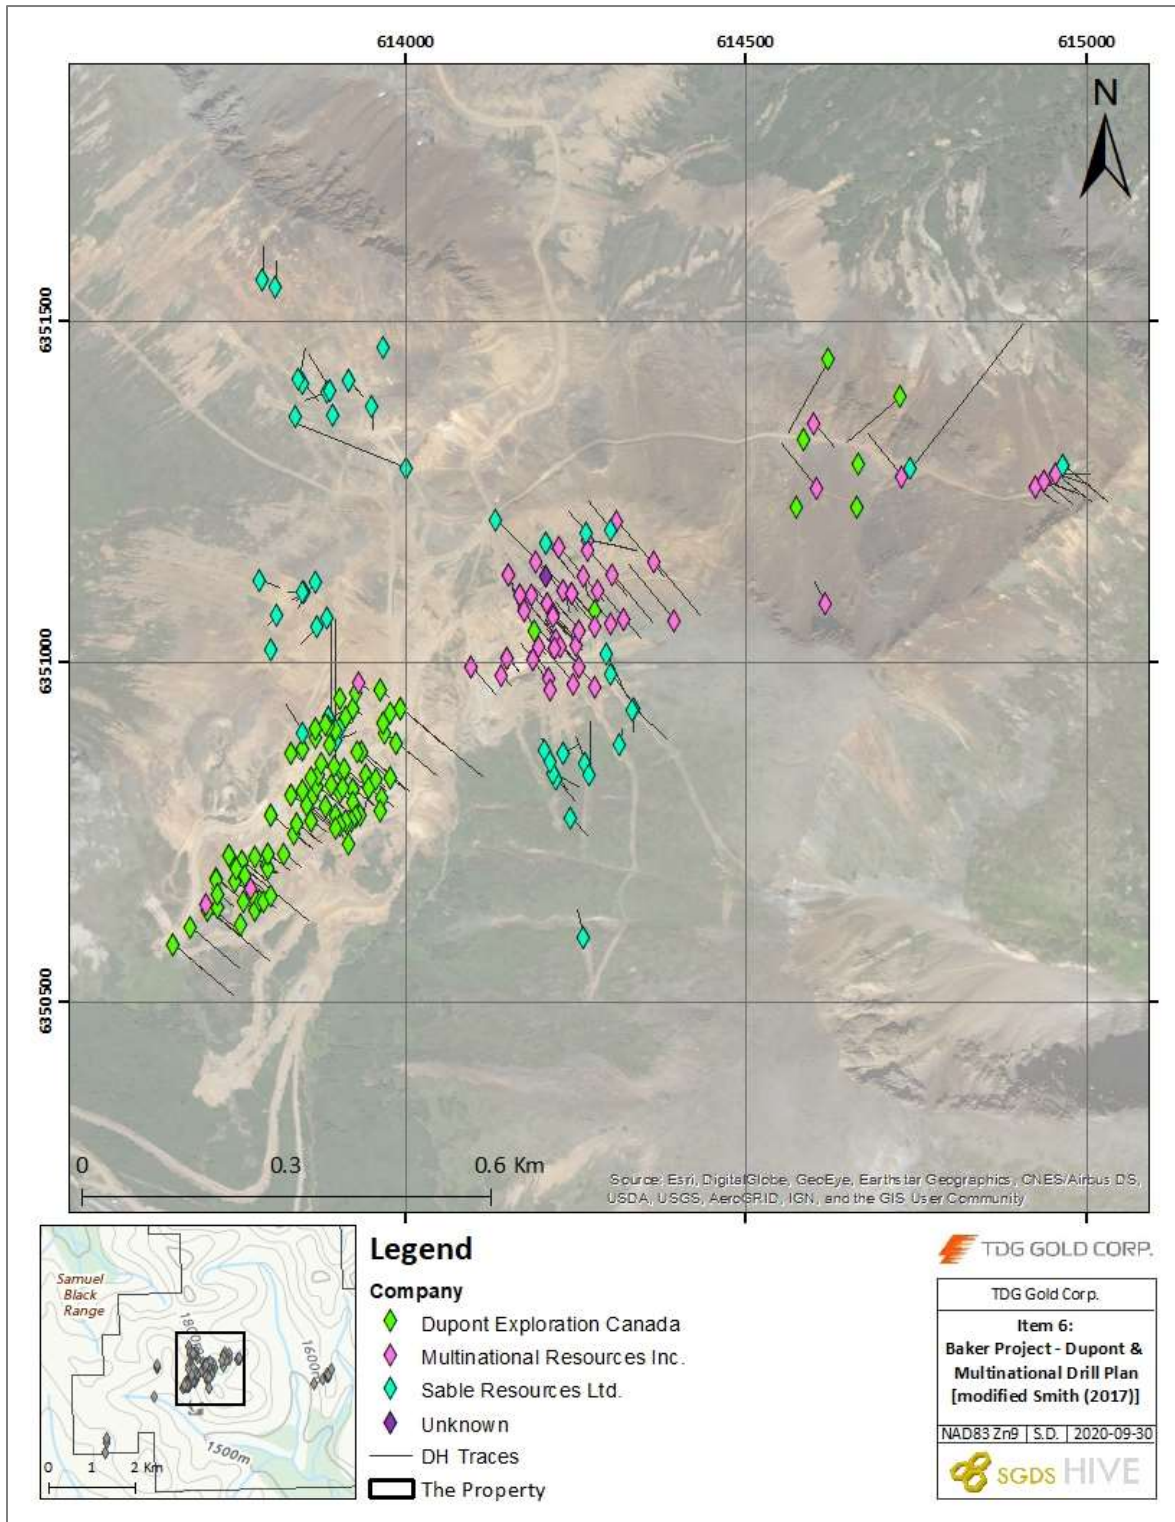 614000 614500 615000
N
6351500
6351000
6350500
0 0.3 0.6 Km
Source: Esri, DigitalGlobe, GeoEye, Earthstar Geographics, CNES/Airbus DS,
USDA, USGS, AeroGRID, IGN, and the GIS User Community
Samuel
Black
Range
1800m
1600m
1500m
0 1 2 Km
Legend
Company
Dupont Exploration Canada
Multinational Resources Inc.
Sable Resources Ltd.
Unknown
DH Traces
The Property
TDG GOLD CORP.
TDG Gold Corp.
Item 6:
Baker Project - Dupont &
Multinational Drill Plan
[modified Smith (2017)]
NAD83 Zn9 S.D. 2020-09-30
SGDS HIVE